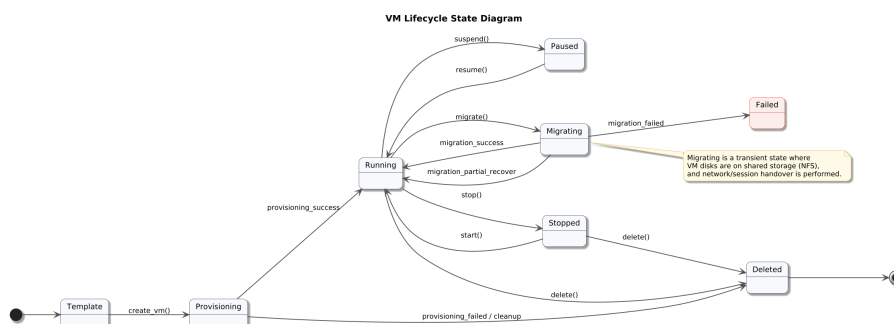 VM Lifecycle State Diagram
suspend()
Paused
resume()
Failed
migrate()
migration_failed
Migrating
migration_success
Migrating is a transient state where
VM disks are on shared storage (NFS),
and network/session handover is performed.
Running
migration_partial_recover
stop()
provisioning_success
Stopped
start()
delete()
Deleted
delete()
Template
create_vm()
Provisioning
provisioning_failed / cleanup